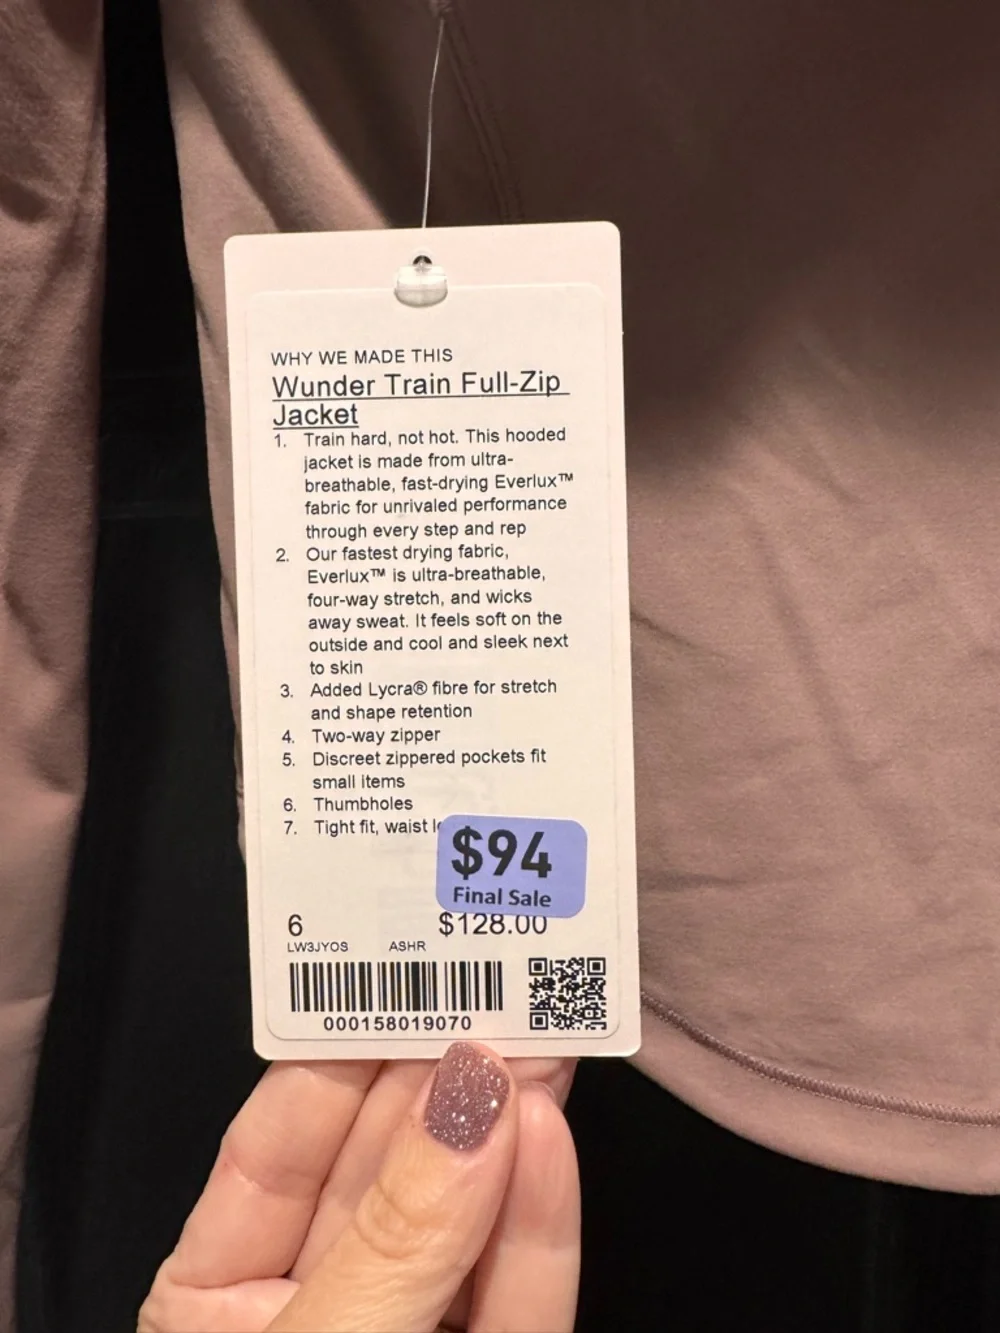 WHY WE MADE THIS
Wunder Train Full-Zip
Jacket
1. Train hard, not hot. This hooded
jacket is made from ultra-
breathable, fast-drying Everlux™
fabric for unrivaled performance
through every step and rep
2. Our fastest drying fabric,
Everlux™ is ultra-breathable,
four-way stretch, and wicks
away sweat. It feels soft on the
outside and cool and sleek next
to skin
3. Added Lycra® fibre for stretch
and shape retention
4. Two-way zipper
5. Discreet zippered pockets fit
small items
6. Thumbholes
7. Tight fit, waist
$94
Final Sale
6 $128.00
LW3JYOS ASHR
000158019070